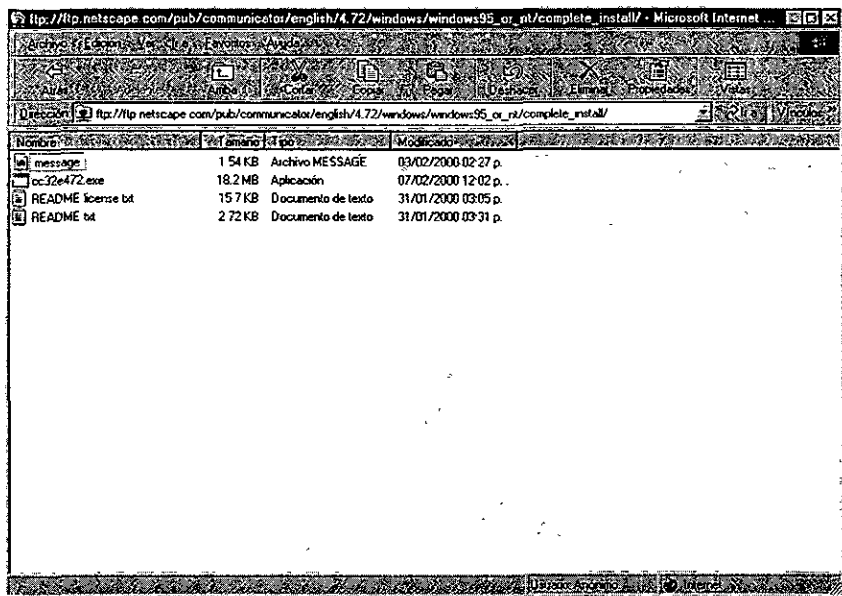 ftp://ftp.netscape.com/pub/communicator/english/4.72/windows/windows95_or_nt/complete_install/ - Microsoft Internet ...
Archivo Edición Ver Ir a Favoritos Ayuda
Atrás Arriba Cortar Copiar Pegar Deshacer Eliminar Propiedades Vistas
Dirección ftp://ftp netscape com/pub/communicator/english/4.72/windows/windows95_or_nt/complete_install/ Ir a Vínculos
Nombre Tamaño Tipo Modificado
message 1 54 KB Archivo MESSAGE 03/02/2000 02:27 p.
cc32e472.exe 18.2 MB Aplicación 07/02/2000 12:02 p. .
README license txt 15 7 KB Documento de texto 31/01/2000 03:05 p.
README txt 2 72 KB Documento de texto 31/01/2000 03:31 p.
Usuario: Anónimo Internet